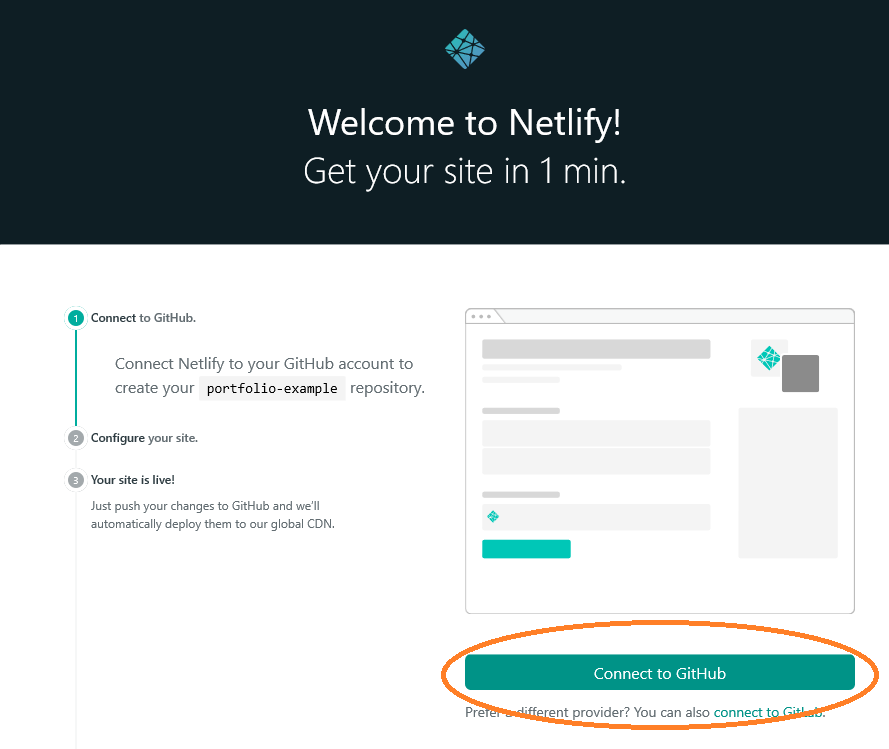 Welcome to Netlify!
Get your site in 1 min.
1 Connect to GitHub.
Connect Netlify to your GitHub account to
create your portfolio-example repository.
2 Configure your site.
3 Your site is live!
Just push your changes to GitHub and we'll
automatically deploy them to our global CDN.
Connect to GitHub
Prefer a different provider? You can also connect to GitLab.